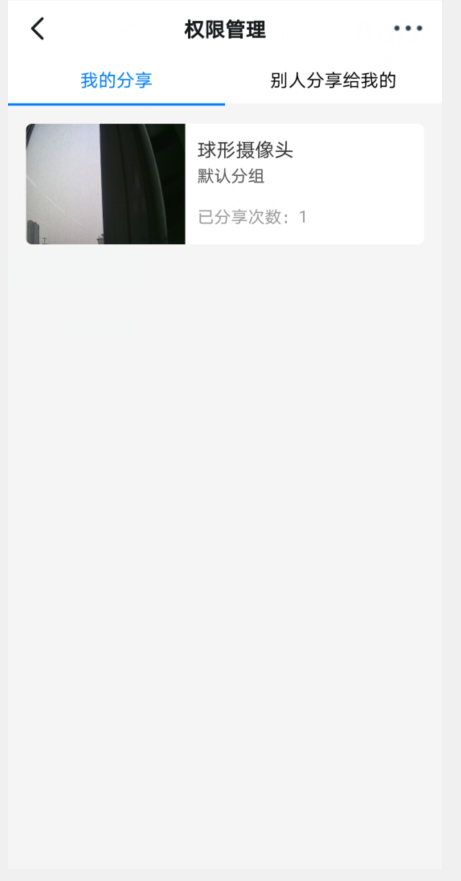 权限管理
我的分享
别人分享给我的
球形摄像头
默认分组
已分享次数：1